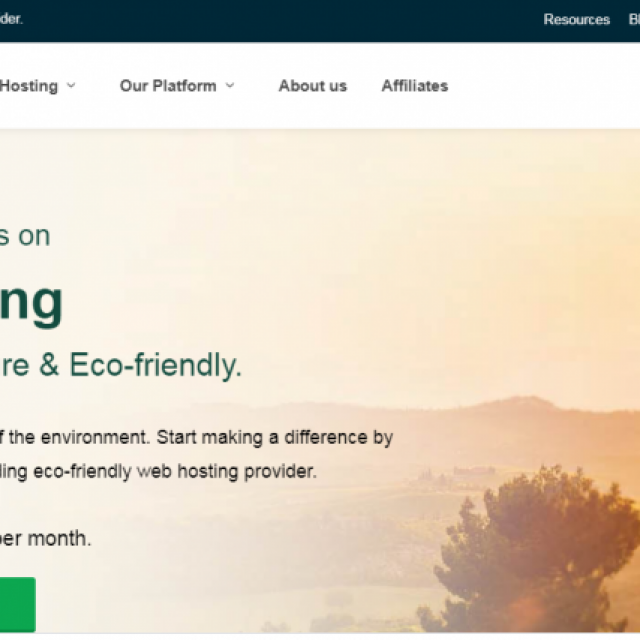 der.
Resources Bl
Hosting
Our Platform
About us
Affiliates
s on
ng
re & Eco-friendly.
f the environment. Start making a difference by
ling eco-friendly web hosting provider.
per month.